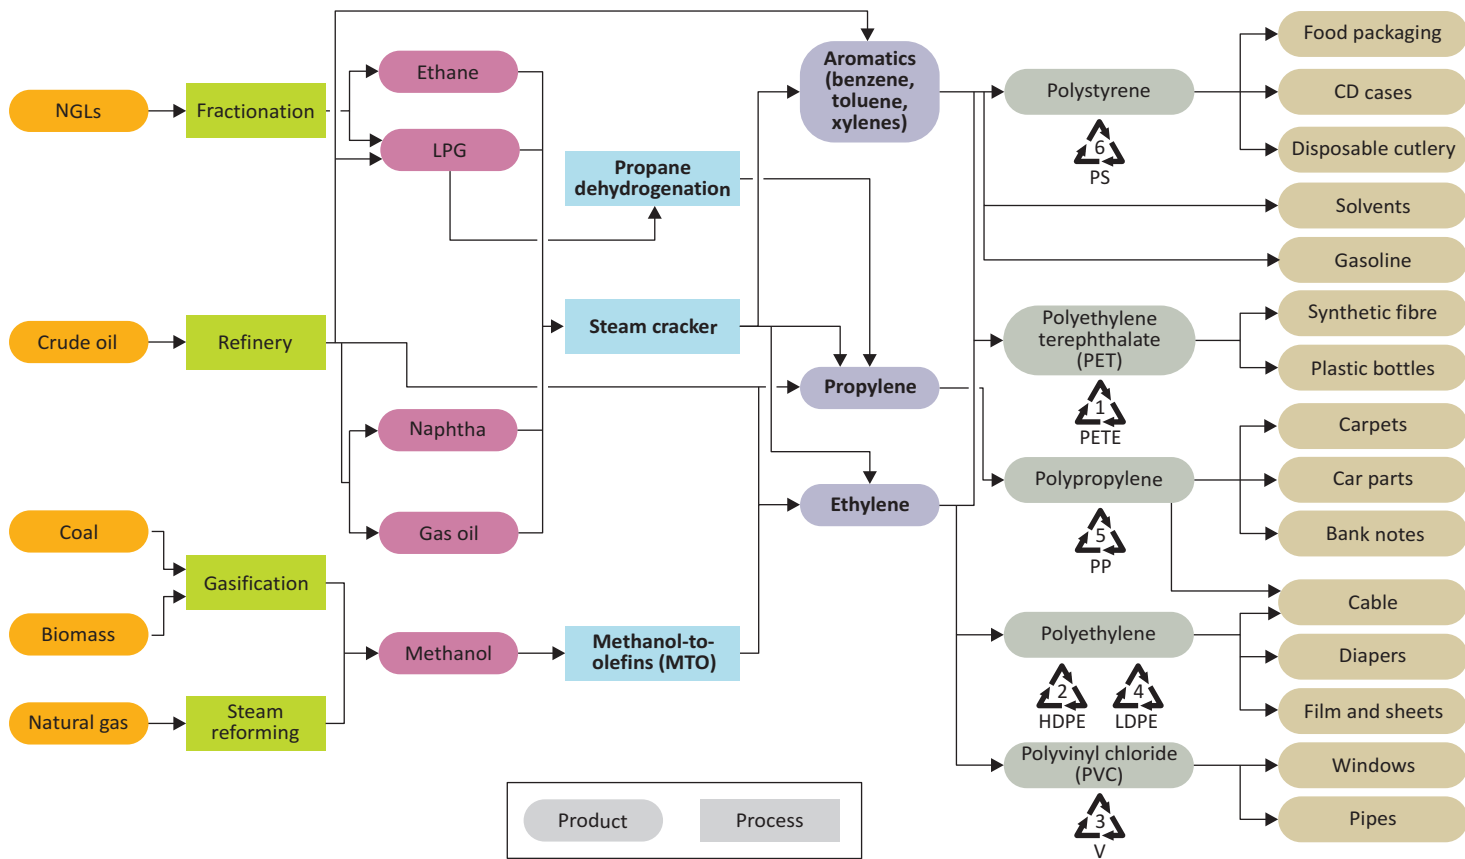 NGLs
Crude oil
Coal
Biomass
Natural gas
Fractionation
Refinery
Gasification
Steam
reforming
Ethane
LPG
Naphtha
Gas oil
Methanol
Propane
dehydrogenation
Steam cracker
Methanol-to-
olefins (MTO)
Aromatics
(benzene,
toluene,
xylenes)
Propylene
Ethylene
Polystyrene
6
PS
Polyethylene
terephthalate
(PET)
1
PETE
Polypropylene
5
PP
Polyethylene
2
HDPE
4
LDPE
Polyvinyl chloride
(PVC)
3
V
Food packaging
CD cases
Disposable cutlery
Solvents
Gasoline
Synthetic fibre
Plastic bottles
Carpets
Car parts
Bank notes
Cable
Diapers
Film and sheets
Windows
Pipes
Product
Process